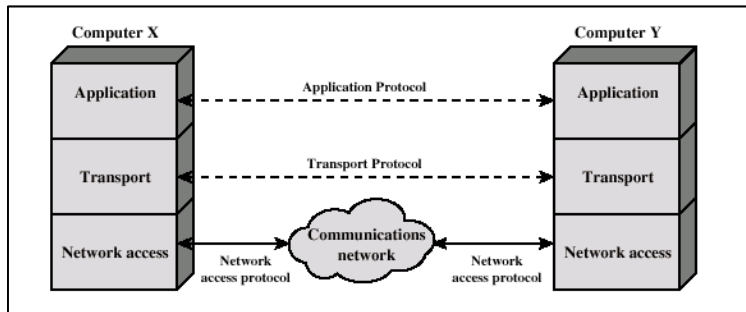 Computer X
Computer Y
Application
Application Protocol
Application
Transport
Transport Protocol
Transport
Network access
Communications
network
Network access
Network
access protocol
Network
access protocol